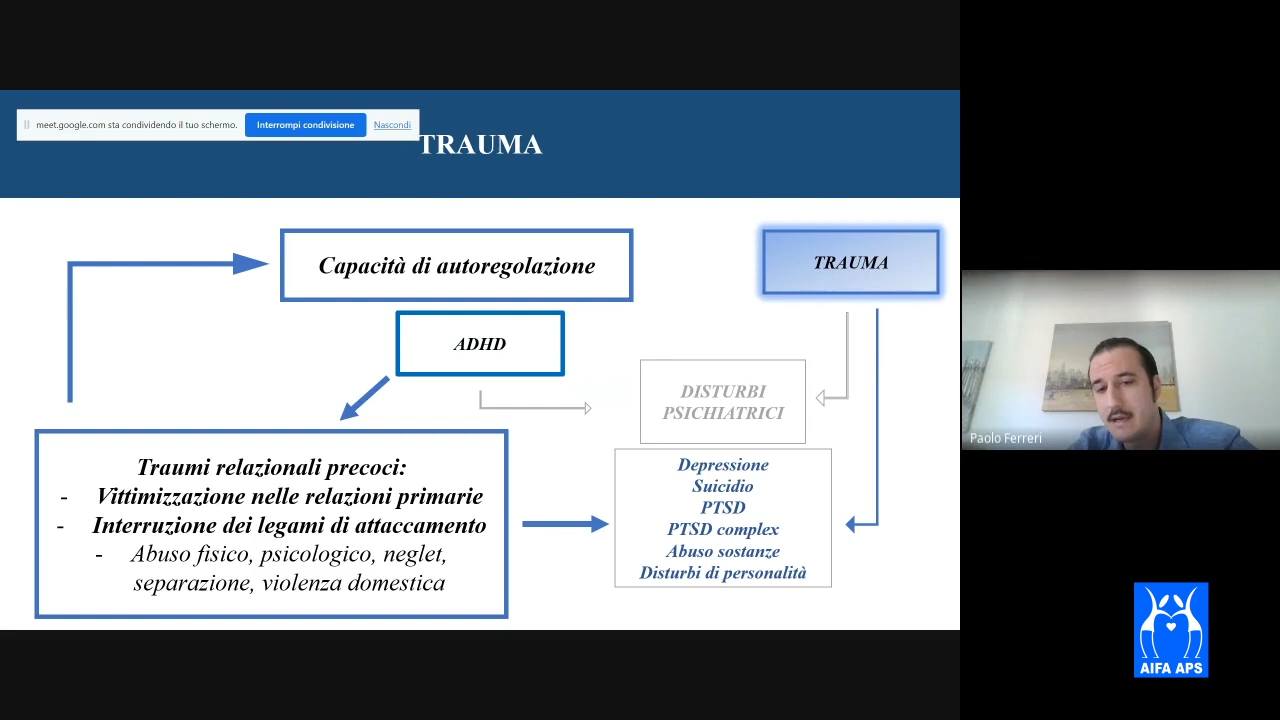 meet.google.com sta condividendo il tuo schermo. Interrompi condivisione Nascondi
TRAUMA
Capacità di autoregolazione
TRAUMA
ADHD
DISTURBI
PSICHIATRICI
Traumi relazionali precoci:
- Vittimizzazione nelle relazioni primarie
- Interruzione dei legami di attaccamento
- Abuso fisico, psicologico, neglet,
separazione, violenza domestica
Depressione
Suicidio
PTSD
PTSD complex
Abuso sostanze
Disturbi di personalità
Paolo Ferreri
AIFA APS